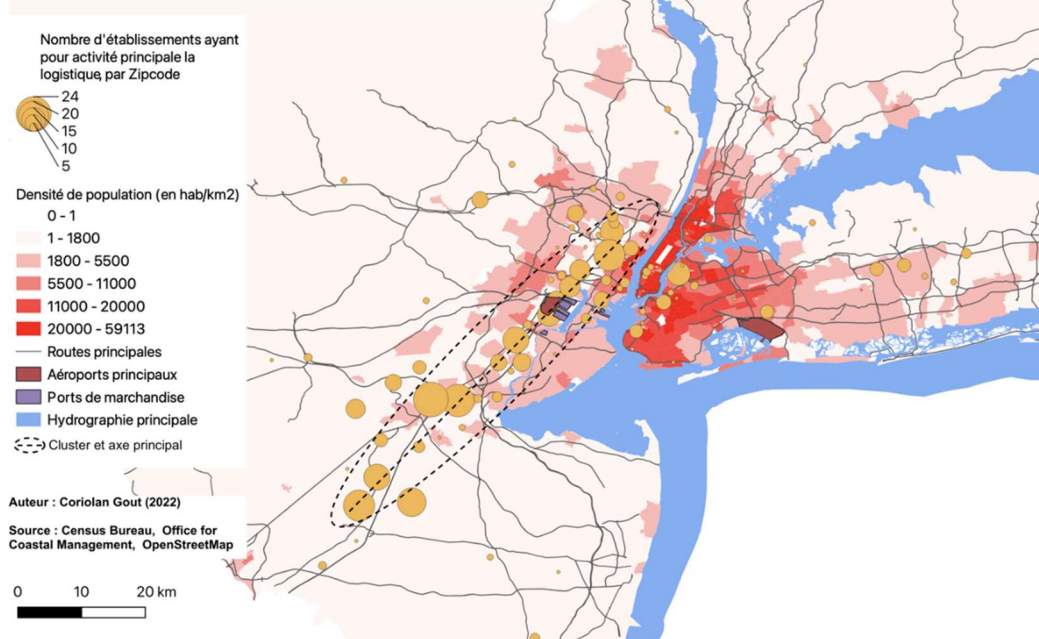 Nombre d'établissements ayant
pour activité principale la
logistique, par Zipcode
24
20
15
10
5
Densité de population (en hab/km2)
0 - 1
1 - 1800
1800 - 5500
5500 - 11000
11000 - 20000
20000 - 59113
Routes principales
Aéroports principaux
Ports de marchandise
Hydrographie principale
Cluster et axe principal
Auteur : Coriolan Gout (2022)
Source : Census Bureau, Office for
Coastal Management, OpenStreetMap
0 10 20 km